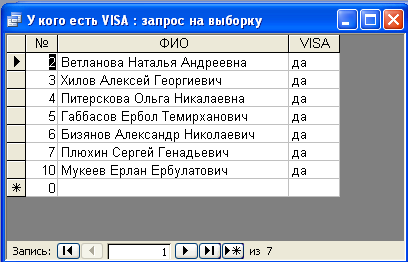 У кого есть VISA : запрос на выборку
№ ФИО VISA
2 Ветланова Наталья Андреевна да
3 Хилов Алексей Георгиевич да
4 Питерскова Ольга Никалаевна да
5 Габбасов Ербол Темирханович да
6 Бизянов Александр Николаевич да
7 Плюхин Сергей Генадьевич да
10 Мукеев Ерлан Ербулатович да
0
Запись: 1 из 7